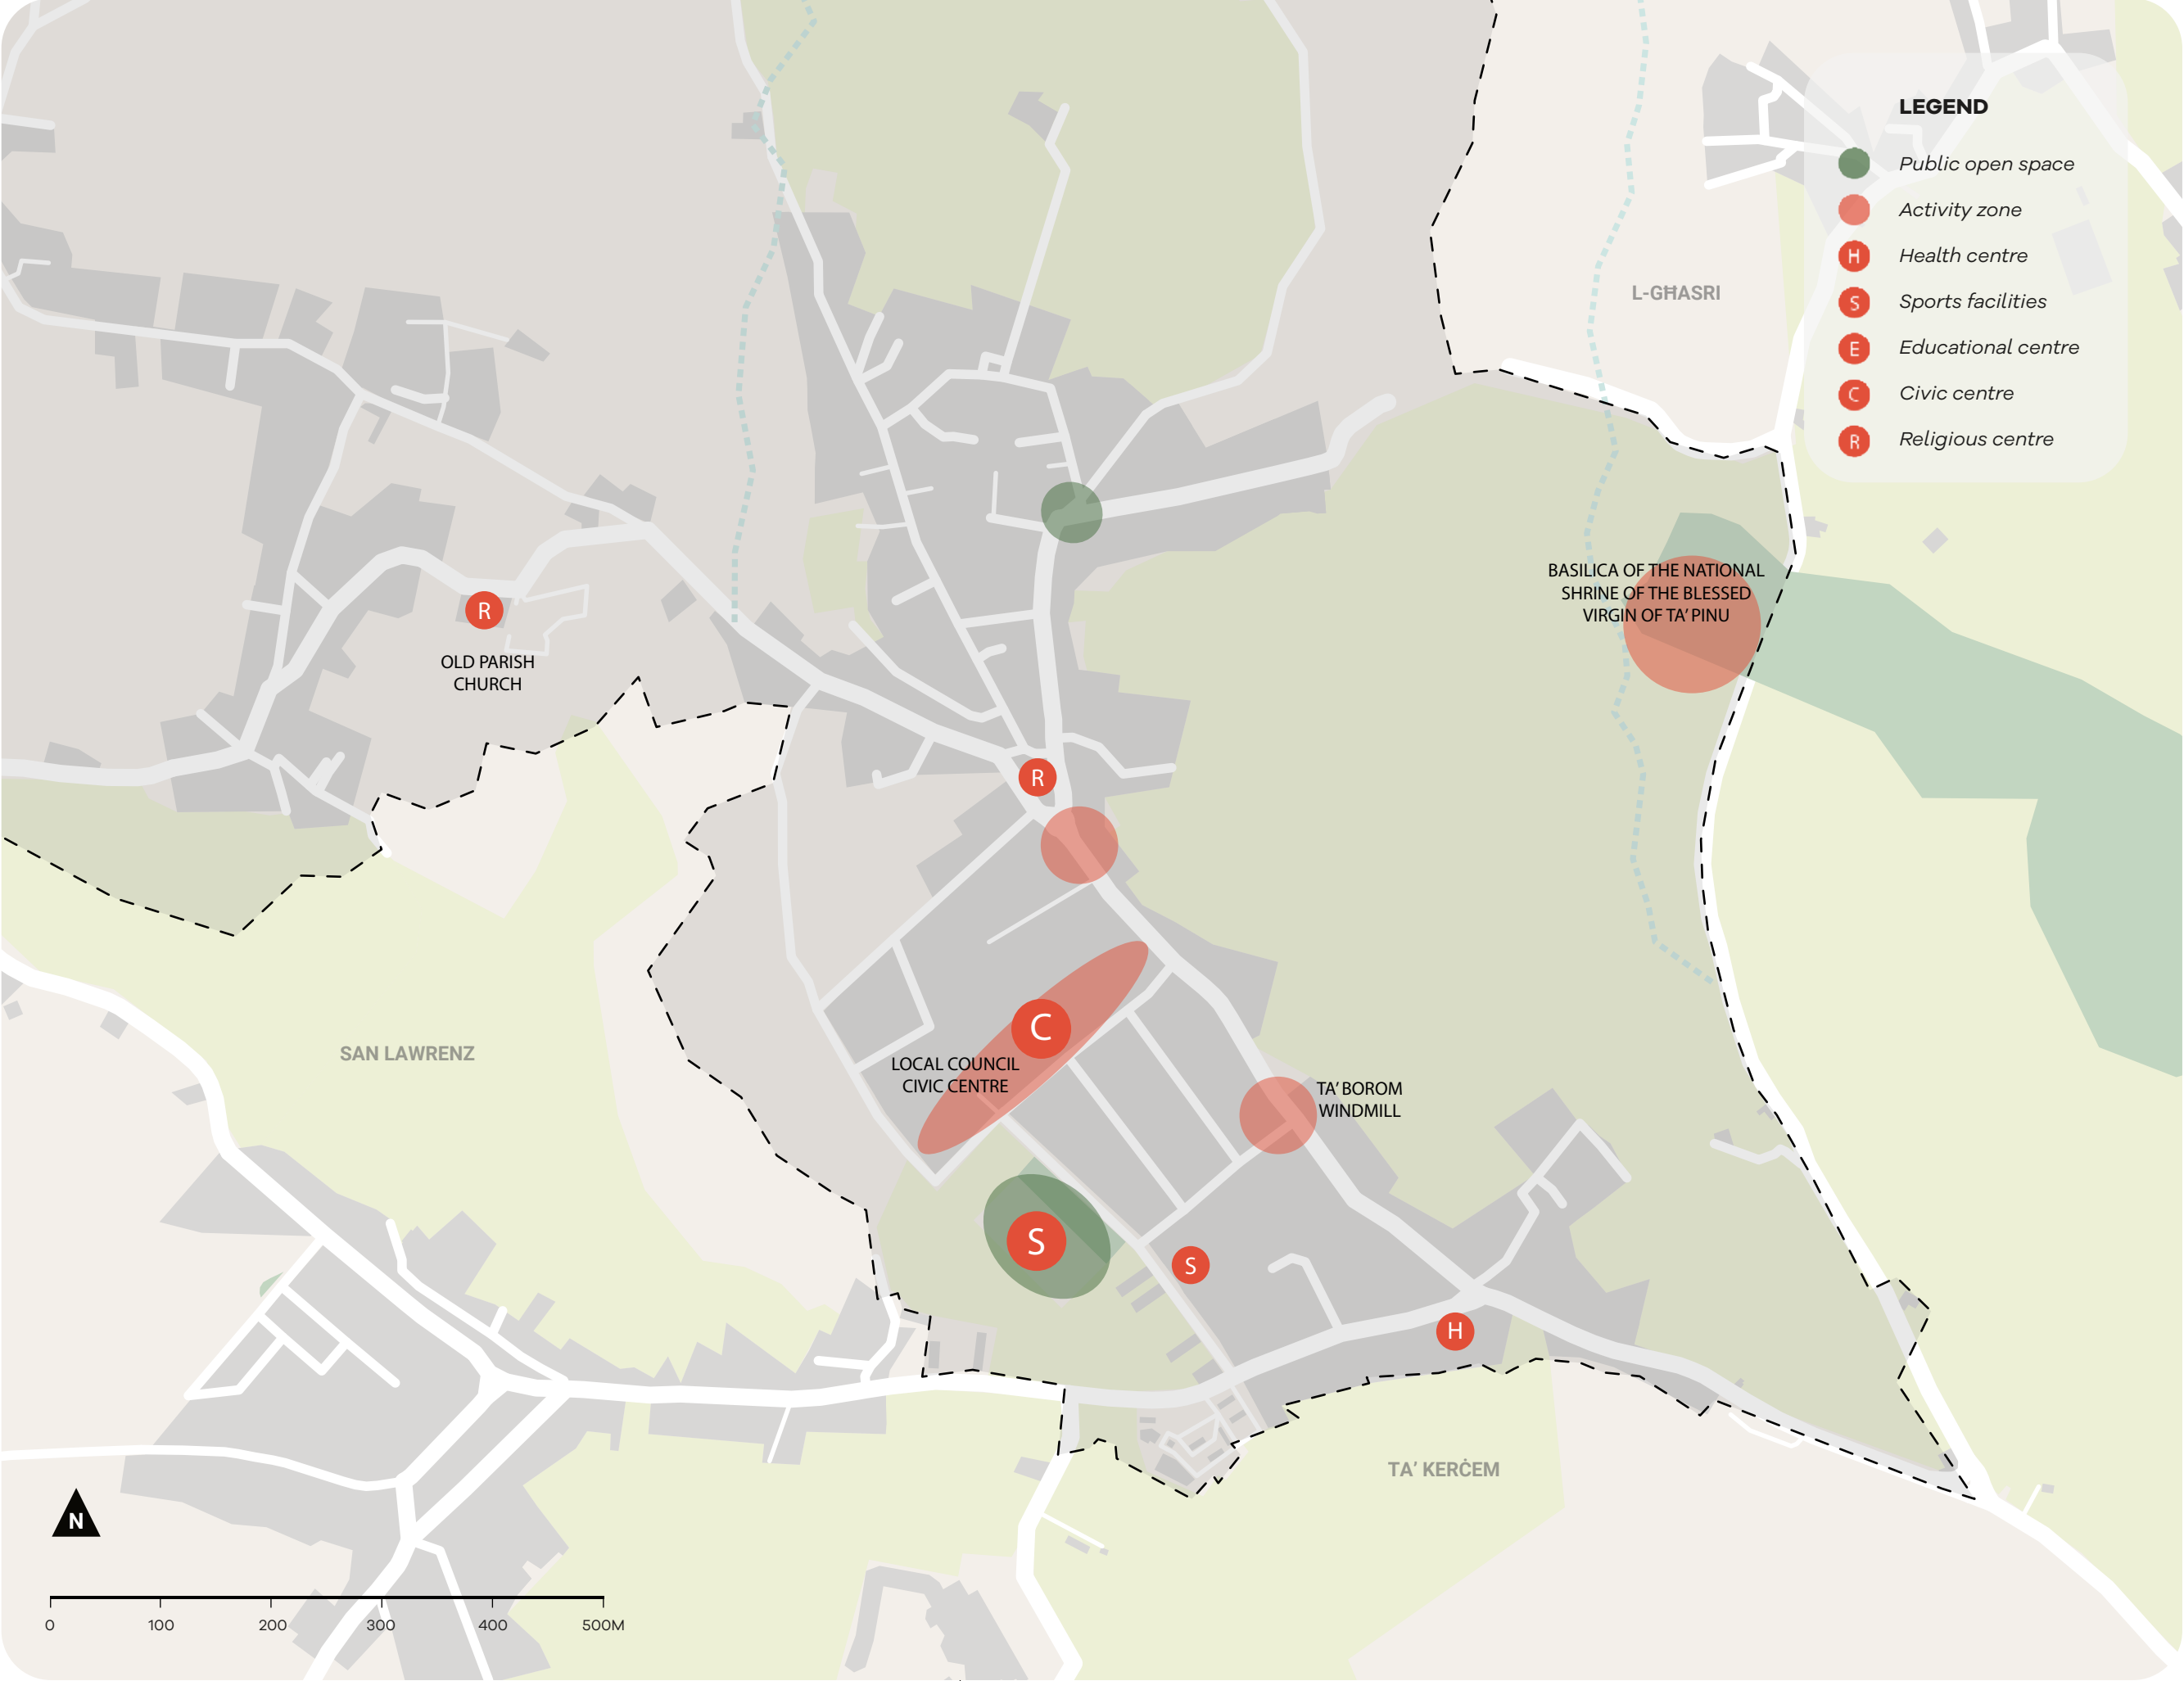 LEGEND
Public open space
Activity zone
H Health centre
S Sports facilities
E Educational centre
C Civic centre
R Religious centre
L-GĦASRI
BASILICA OF THE NATIONAL
SHRINE OF THE BLESSED
VIRGIN OF TA' PINU
R
OLD PARISH
CHURCH
R
C
LOCAL COUNCIL
CIVIC CENTRE
SAN LAWRENZ
TA' BOROM
WINDMILL
S
S
H
TA' KERĊEM
N
0 100 200 300 400 500M